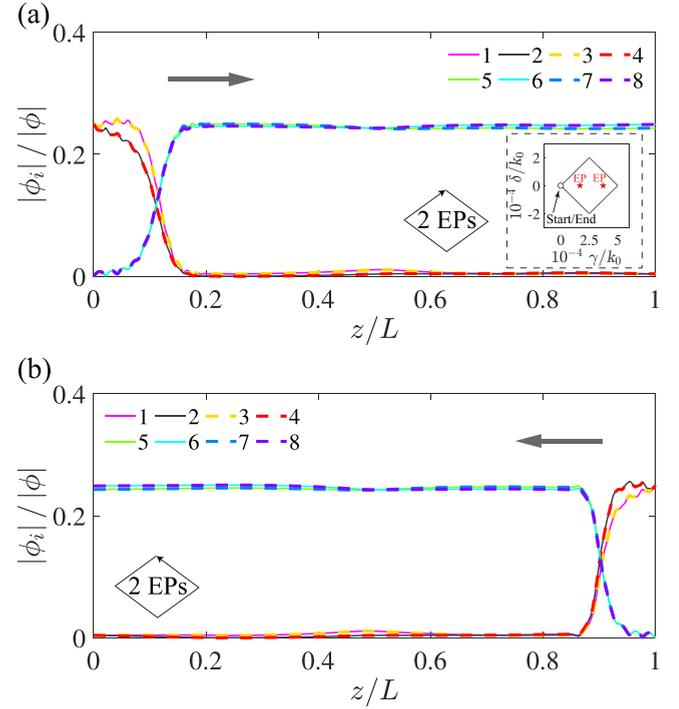 (a)
0.4
1 2 3 4
5 6 7 8
|ϕᵢ| / |ϕ|
0.2
2 EPs
10⁻⁴ δ/k₀
2
EP EP
0
Start/End
-2
0 2.5 5
10⁻⁴ γ/k₀
0
0 0.2 0.4 0.6 0.8 1
z/L
(b)
0.4
1 2 3 4
5 6 7 8
|ϕᵢ| / |ϕ|
0.2
2 EPs
0
0 0.2 0.4 0.6 0.8 1
z/L